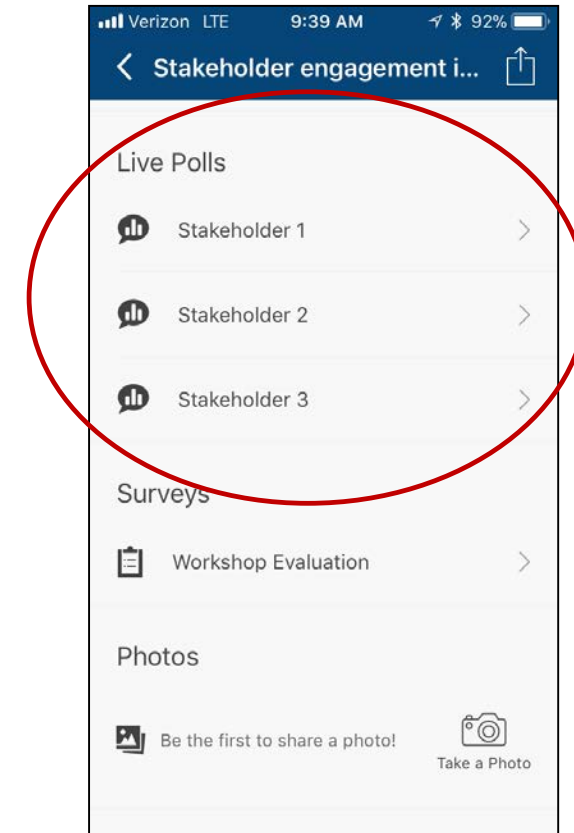 Verizon LTE 9:39 AM 92%
Stakeholder engagement i...
Live Polls
Stakeholder 1
Stakeholder 2
Stakeholder 3
Surveys
Workshop Evaluation
Photos
Be the first to share a photo!
Take a Photo